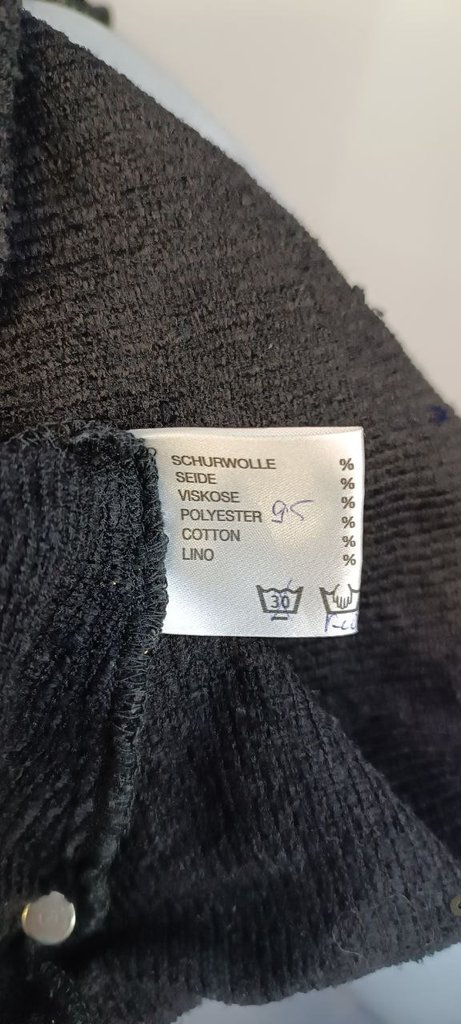 SCHURWOLLE %
SEIDE %
VISKOSE %
POLYESTER 95 %
COTTON %
LINO %
30